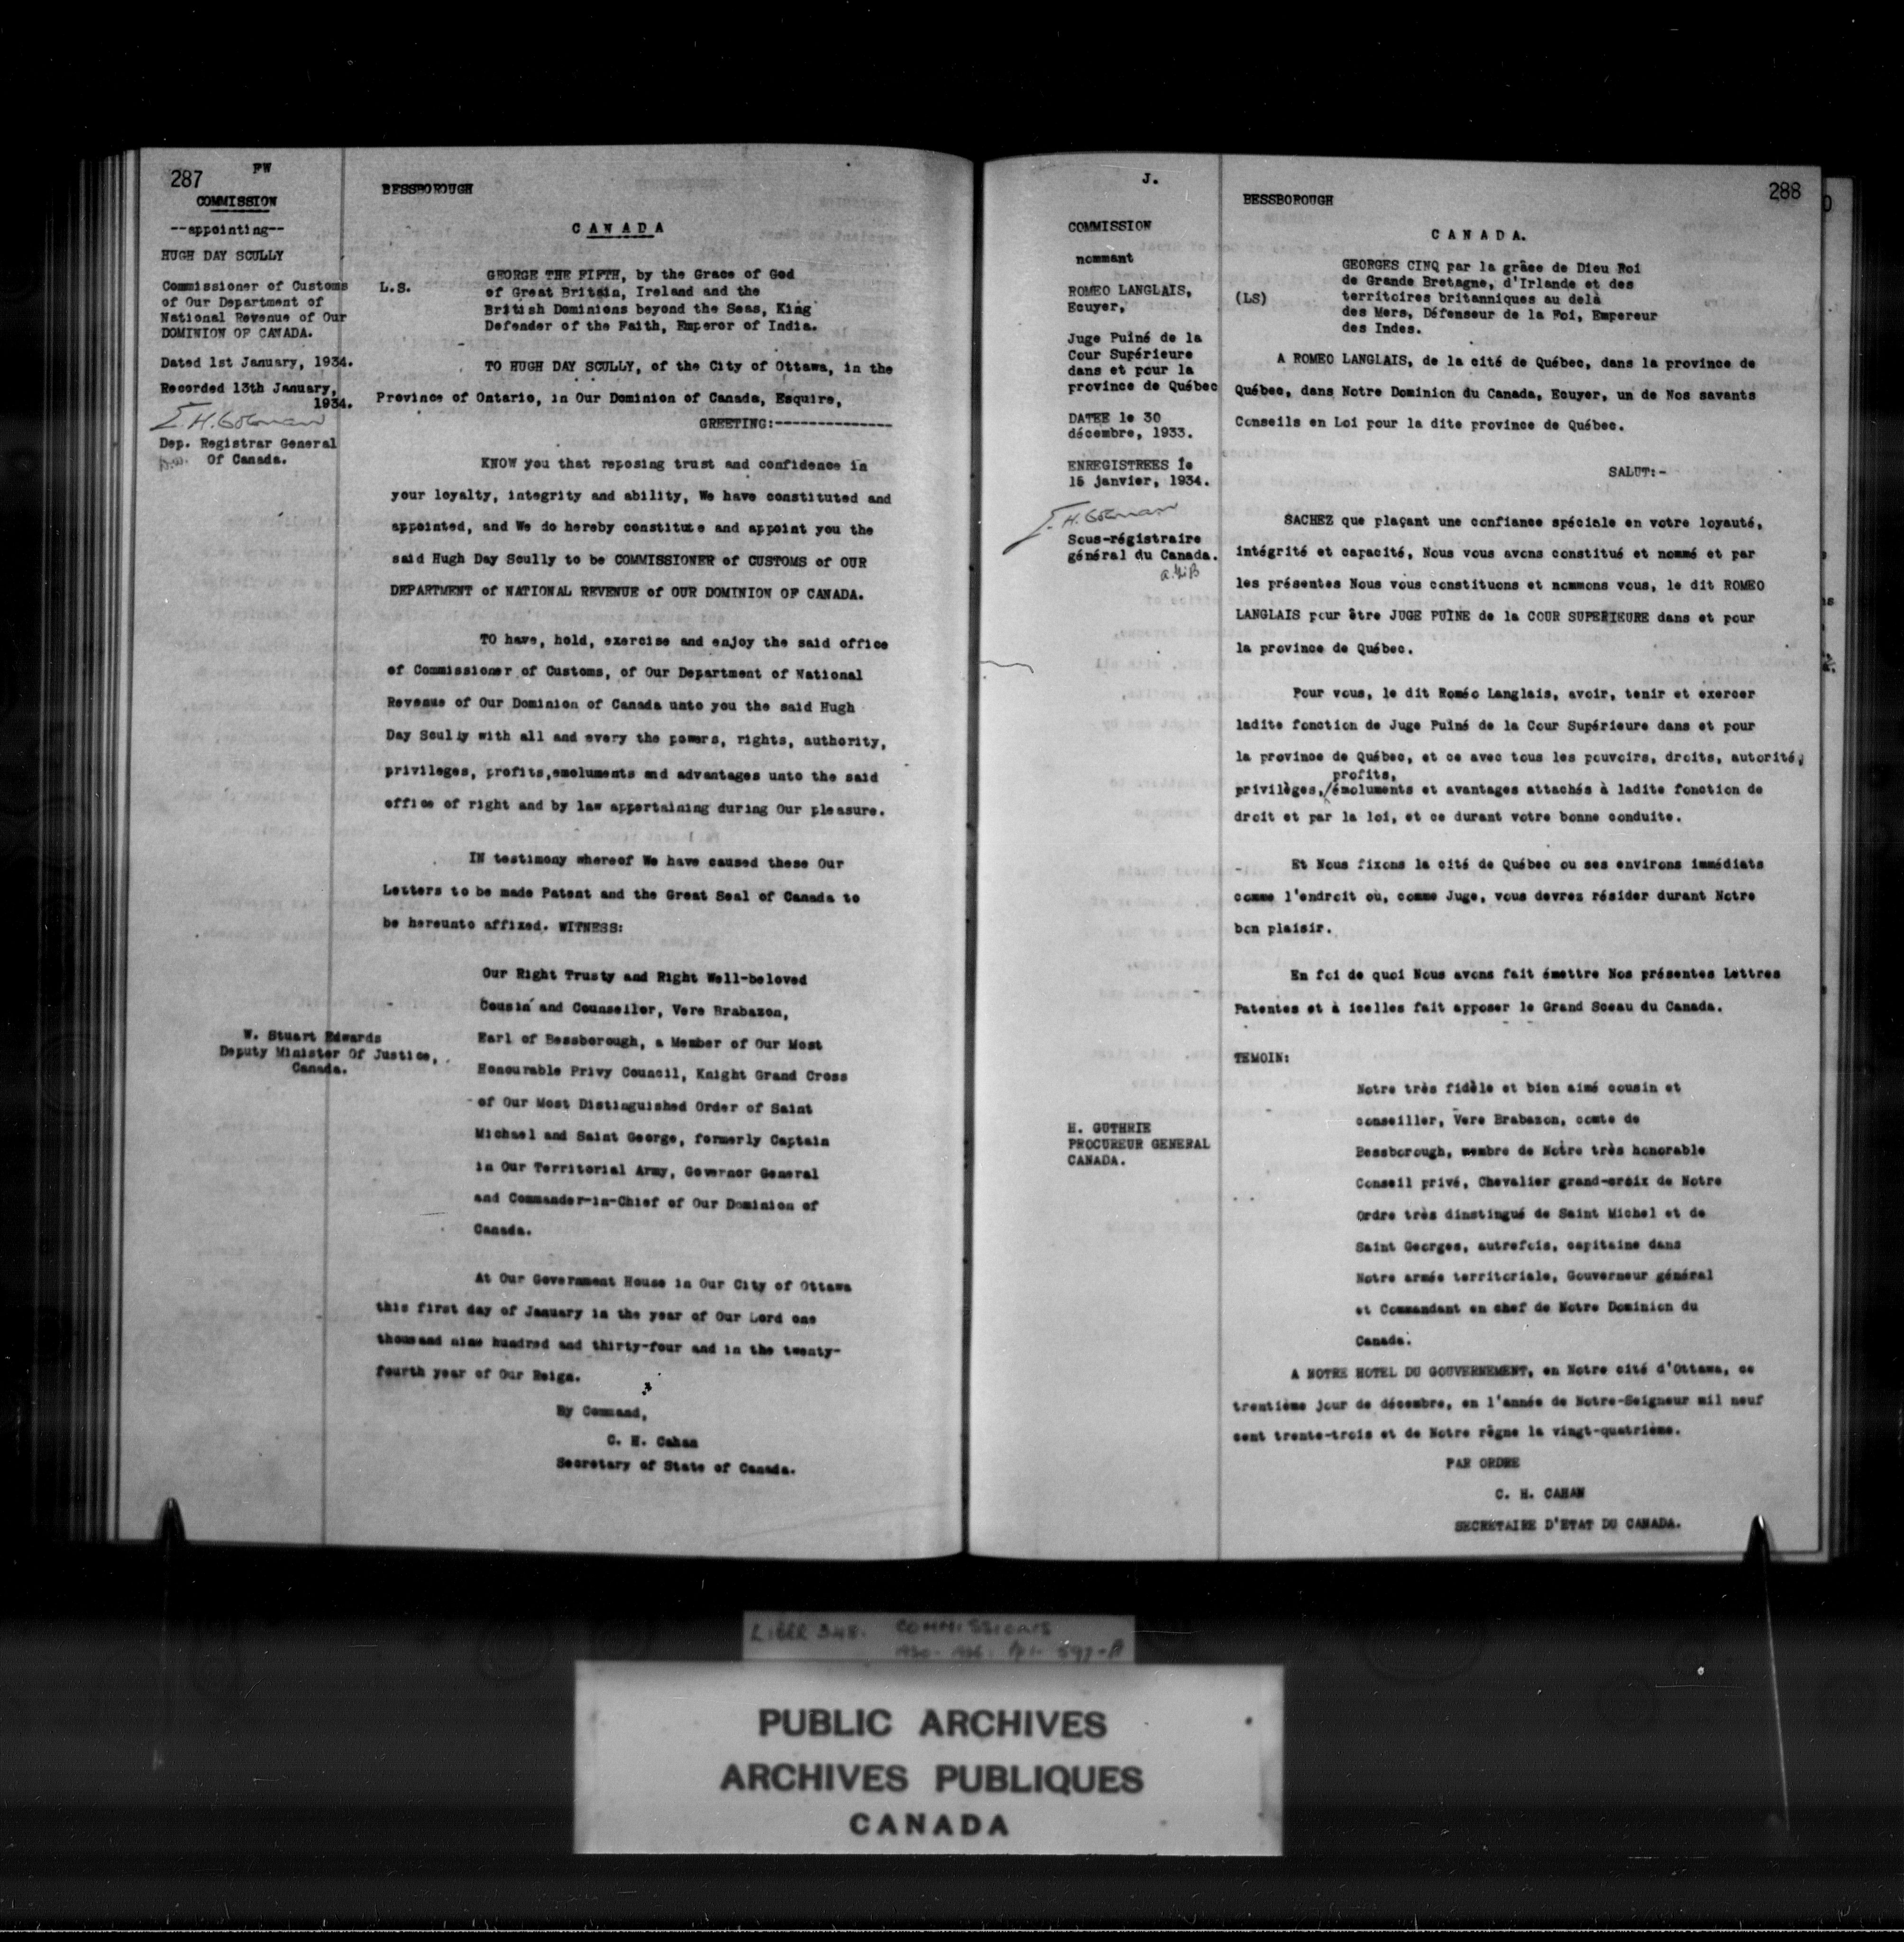 287
PW
COMMISSION
--appointing--
HUGH DAY SCULLY
Commissioner of Customs
of Our Department of
National Revenue of Our
DOMINION OF CANADA.
Dated 1st January, 1934.
Recorded 13th January,
1934.
Dep. Registrar General
Of Canada.
W. Stuart Edwards
Deputy Minister Of Justice,
Canada.
BESSBOROUGH
CANADA
L.S.
GEORGE THE FIFTH, by the Grace of God
of Great Britain, Ireland and the
British Dominions beyond the Seas, King
Defender of the Faith, Emperor of India.
TO HUGH DAY SCULLY, of the City of Ottawa, in the
Province of Ontario, in Our Dominion of Canada, Esquire,
GREETING:--------------
KNOW you that reposing trust and confidence in
your loyalty, integrity and ability, We have constituted and
appointed, and We do hereby constitute and appoint you the
said Hugh Day Scully to be COMMISSIONER of CUSTOMS of OUR
DEPARTMENT of NATIONAL REVENUE of OUR DOMINION OF CANADA.
TO have, hold, exercise and enjoy the said office
of Commissioner of Customs, of Our Department of National
Revenue of Our Dominion of Canada unto you the said Hugh
Day Scully with all and every the powers, rights, authority,
privileges, profits,emoluments and advantages unto the said
office of right and by law appertaining during Our pleasure.
IN testimony whereof We have caused these Our
Letters to be made Patent and the Great Seal of Canada to
be hereunto affixed. WITNESS:
Our Right Trusty and Right Well-beloved
Cousin and Counsellor, Vere Brabazon,
Earl of Bessborough, a Member of Our Most
Honourable Privy Council, Knight Grand Cross
of Our Most Distinguished Order of Saint
Michael and Saint George, formerly Captain
in Our Territorial Army, Governor General
and Commander-in-Chief of Our Dominion of
Canada.
At Our Government House in Our City of Ottawa
this first day of January in the year of Our Lord one
thousand nine hundred and thirty-four and in the twenty-
fourth year of Our Reign.
By Command,
C. H. Cahan
Secretary of State of Canada.
J.
COMMISSION
nommant
ROMEO LANGLAIS,
Ecuyer,
Juge Puîné de la
Cour Supérieure
dans et pour la
province de Québec
DATEE le 30
décembre, 1933.
ENREGISTREES le
15 janvier, 1934.
Sous-régistraire
général du Canada.
H. GUTHRIE
PROCUREUR GENERAL
CANADA.
288
BESSBOROUGH
CANADA.
(LS)
GEORGES CINQ par la grâce de Dieu Roi
de Grande Bretagne, d'Irlande et des
territoires britanniques au delà
des Mers, Défenseur de la Foi, Empereur
des Indes.
A ROMEO LANGLAIS, de la cité de Québec, dans la province de
Québec, dans Notre Dominion du Canada, Ecuyer, un de Nos savants
Conseils en Loi pour la dite province de Québec.
SALUT:-
SACHEZ que plaçant une confiance spéciale en votre loyauté,
intégrité et capacité, Nous vous avons constitué et nommé et par
les présentes Nous vous constituons et nommons vous, le dit ROMEO
LANGLAIS pour être JUGE PUÎNE de la COUR SUPERIEURE dans et pour
la province de Québec.
Pour vous, le dit Roméo Langlais, avoir, tenir et exercer
ladite fonction de Juge Puîné de la Cour Supérieure dans et pour
la province de Québec, et ce avec tous les pouvoirs, droits, autorité,
profits,
privilèges,/émoluments et avantages attachés à ladite fonction de
droit et par la loi, et ce durant votre bonne conduite.
Et Nous fixons la cité de Québec ou ses environs immédiats
comme l'endroit où, comme Juge, vous devrez résider durant Notre
bon plaisir.
En foi de quoi Nous avons fait émettre Nos présentes Lettres
Patentes et à icelles fait apposer le Grand Sceau du Canada.
TEMOIN:
Notre très fidèle et bien aimé cousin et
conseiller, Vere Brabazon, comte de
Bessborough, membre de Notre très honorable
Conseil privé, Chevalier grand-croix de Notre
Ordre très dinstingué de Saint Michel et de
Saint Georges, autrefois, capitaine dans
Notre armée territoriale, Gouverneur général
et Commandant en chef de Notre Dominion du
Canada.
A NOTRE HOTEL DU GOUVERNEMENT, en Notre cité d'Ottawa, ce
trentième jour de décembre, en l'année de Notre-Seigneur mil neuf
cent trente-trois et de Notre règne la vingt-quatrième.
PAR ORDRE
C. H. CAHAN
SECRETAIRE D'ETAT DU CANADA.
LIBER 348. COMMISSIONS
PUBLIC ARCHIVES
ARCHIVES PUBLIQUES
CANADA